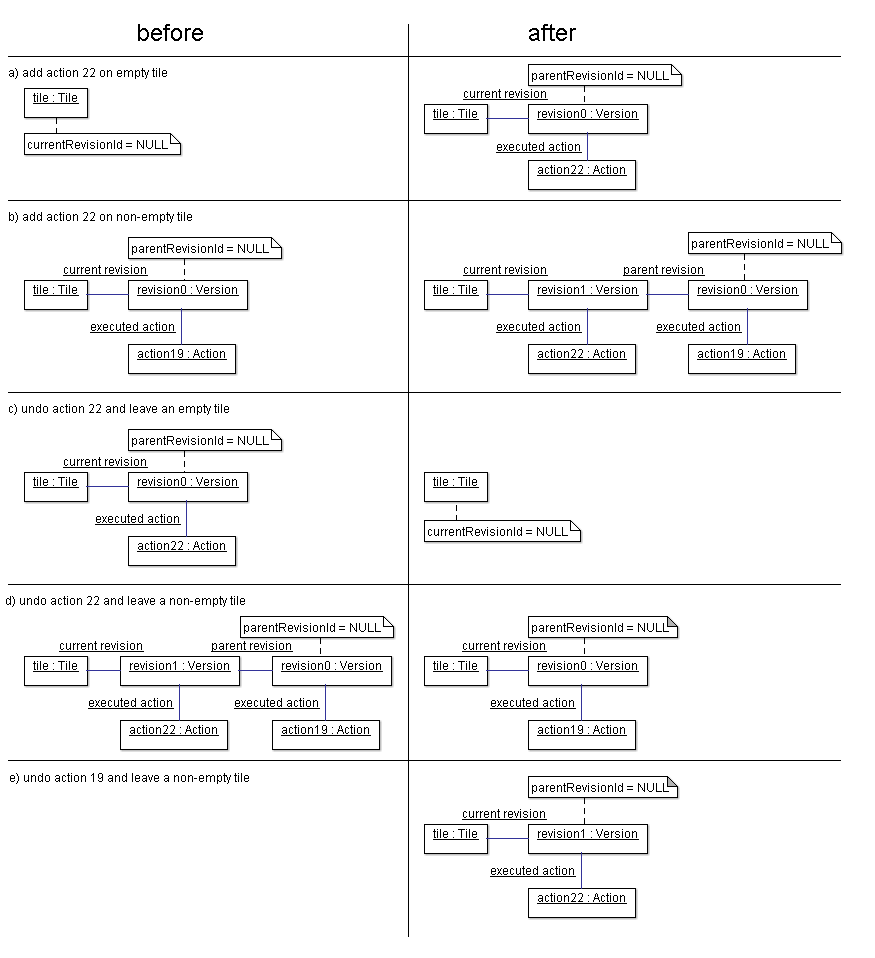 before
after
a) add action 22 on empty tile
tile : Tile
currentRevisionId = NULL
parentRevisionId = NULL
current revision
tile : Tile
revision0 : Version
executed action
action22 : Action
b) add action 22 on non-empty tile
parentRevisionId = NULL
current revision
tile : Tile
revision0 : Version
executed action
action19 : Action
parentRevisionId = NULL
current revision
parent revision
tile : Tile
revision1 : Version
revision0 : Version
executed action
executed action
action22 : Action
action19 : Action
c) undo action 22 and leave an empty tile
parentRevisionId = NULL
current revision
tile : Tile
revision0 : Version
executed action
action22 : Action
tile : Tile
currentRevisionId = NULL
d) undo action 22 and leave a non-empty tile
parentRevisionId = NULL
current revision
parent revision
tile : Tile
revision1 : Version
revision0 : Version
executed action
executed action
action22 : Action
action19 : Action
parentRevisionId = NULL
current revision
tile : Tile
revision0 : Version
executed action
action19 : Action
e) undo action 19 and leave a non-empty tile
parentRevisionId = NULL
current revision
tile : Tile
revision1 : Version
executed action
action22 : Action